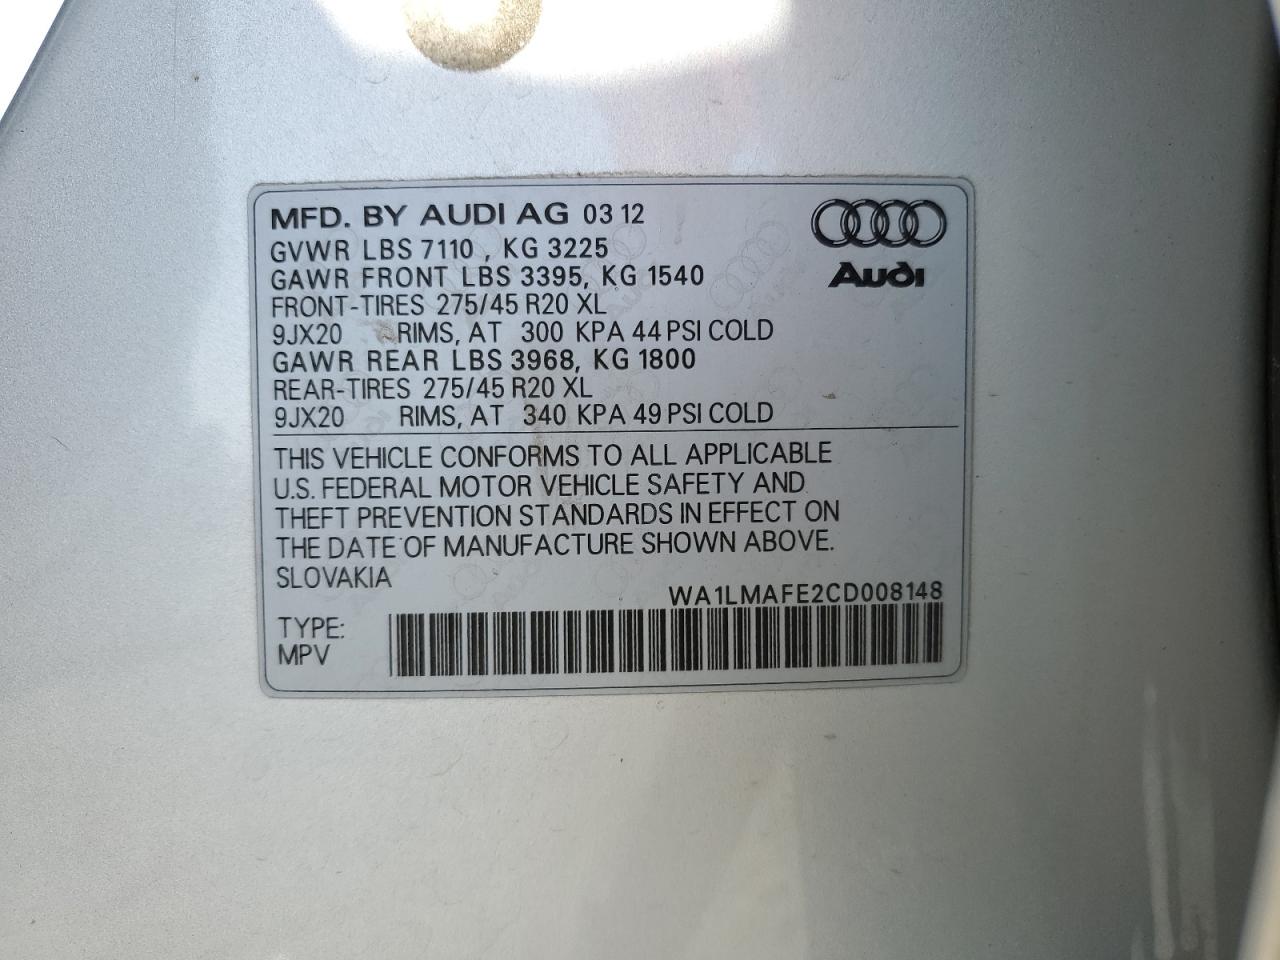 MFD. BY AUDI AG 03 12
Audi
GVWR LBS 7110 , KG 3225
GAWR FRONT LBS 3395, KG 1540
FRONT-TIRES 275/45 R20 XL
9JX20 RIMS, AT 300 KPA 44 PSI COLD
GAWR REAR LBS 3968, KG 1800
REAR-TIRES 275/45 R20 XL
9JX20 RIMS, AT 340 KPA 49 PSI COLD
THIS VEHICLE CONFORMS TO ALL APPLICABLE
U.S. FEDERAL MOTOR VEHICLE SAFETY AND
THEFT PREVENTION STANDARDS IN EFFECT ON
THE DATE OF MANUFACTURE SHOWN ABOVE.
SLOVAKIA
WA1LMAFE2CD008148
TYPE:
MPV